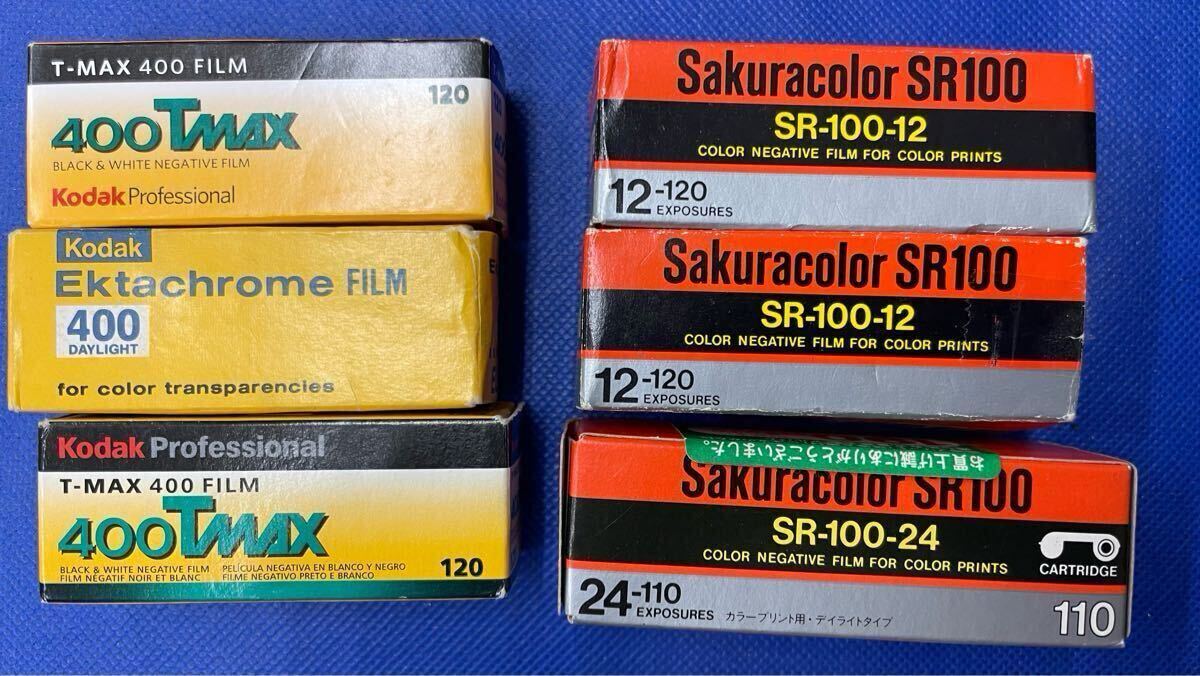 T-MAX 400 FILM
120
400 TMAX
BLACK & WHITE NEGATIVE FILM
Kodak Professional
Kodak
Ektachrome FILM
400
DAYLIGHT
for color transparencies
Kodak Professional
T-MAX 400 FILM
400 TMAX
BLACK & WHITE NEGATIVE FILM PELÍCULA NEGATIVA EN BLANCO Y NEGRO
FILM NÉGATIF NOIR ET BLANC FILME NEGATIVO PRETO E BRANCO
120
Sakuracolor SR100
SR-100-12
COLOR NEGATIVE FILM FOR COLOR PRINTS
12-120
EXPOSURES
Sakuracolor SR100
SR-100-12
COLOR NEGATIVE FILM FOR COLOR PRINTS
12-120
EXPOSURES
お買上げ誠にありがとうございました。
Sakuracolor SR100
SR-100-24
COLOR NEGATIVE FILM FOR COLOR PRINTS
CARTRIDGE
24-110
EXPOSURES カラープリント用・デイライトタイプ
110